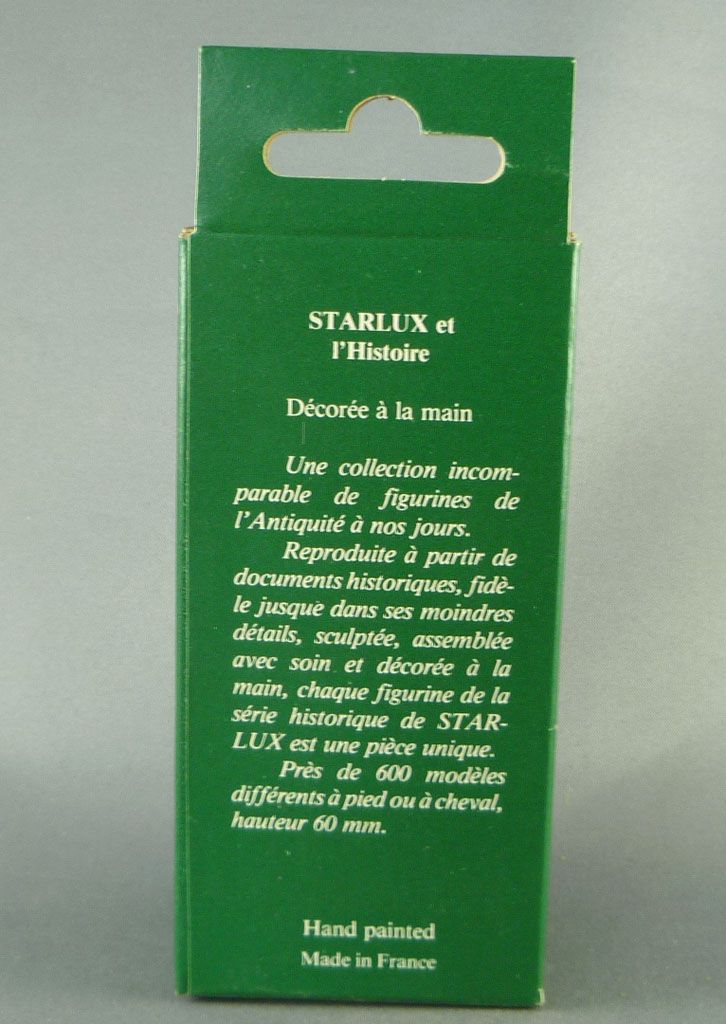 STARLUX et
l'Histoire
Décorée à la main
Une collection incom-
parable de figurines de
l'Antiquité à nos jours.
Reproduite à partir de
documents historiques, fidè-
le jusque dans ses moindres
détails, sculptée, assemblée
avec soin et décorée à la
main, chaque figurine de la
série historique de STAR-
LUX est une pièce unique.
Près de 600 modèles
différents à pied ou à cheval,
hauteur 60 mm.
Hand painted
Made in France